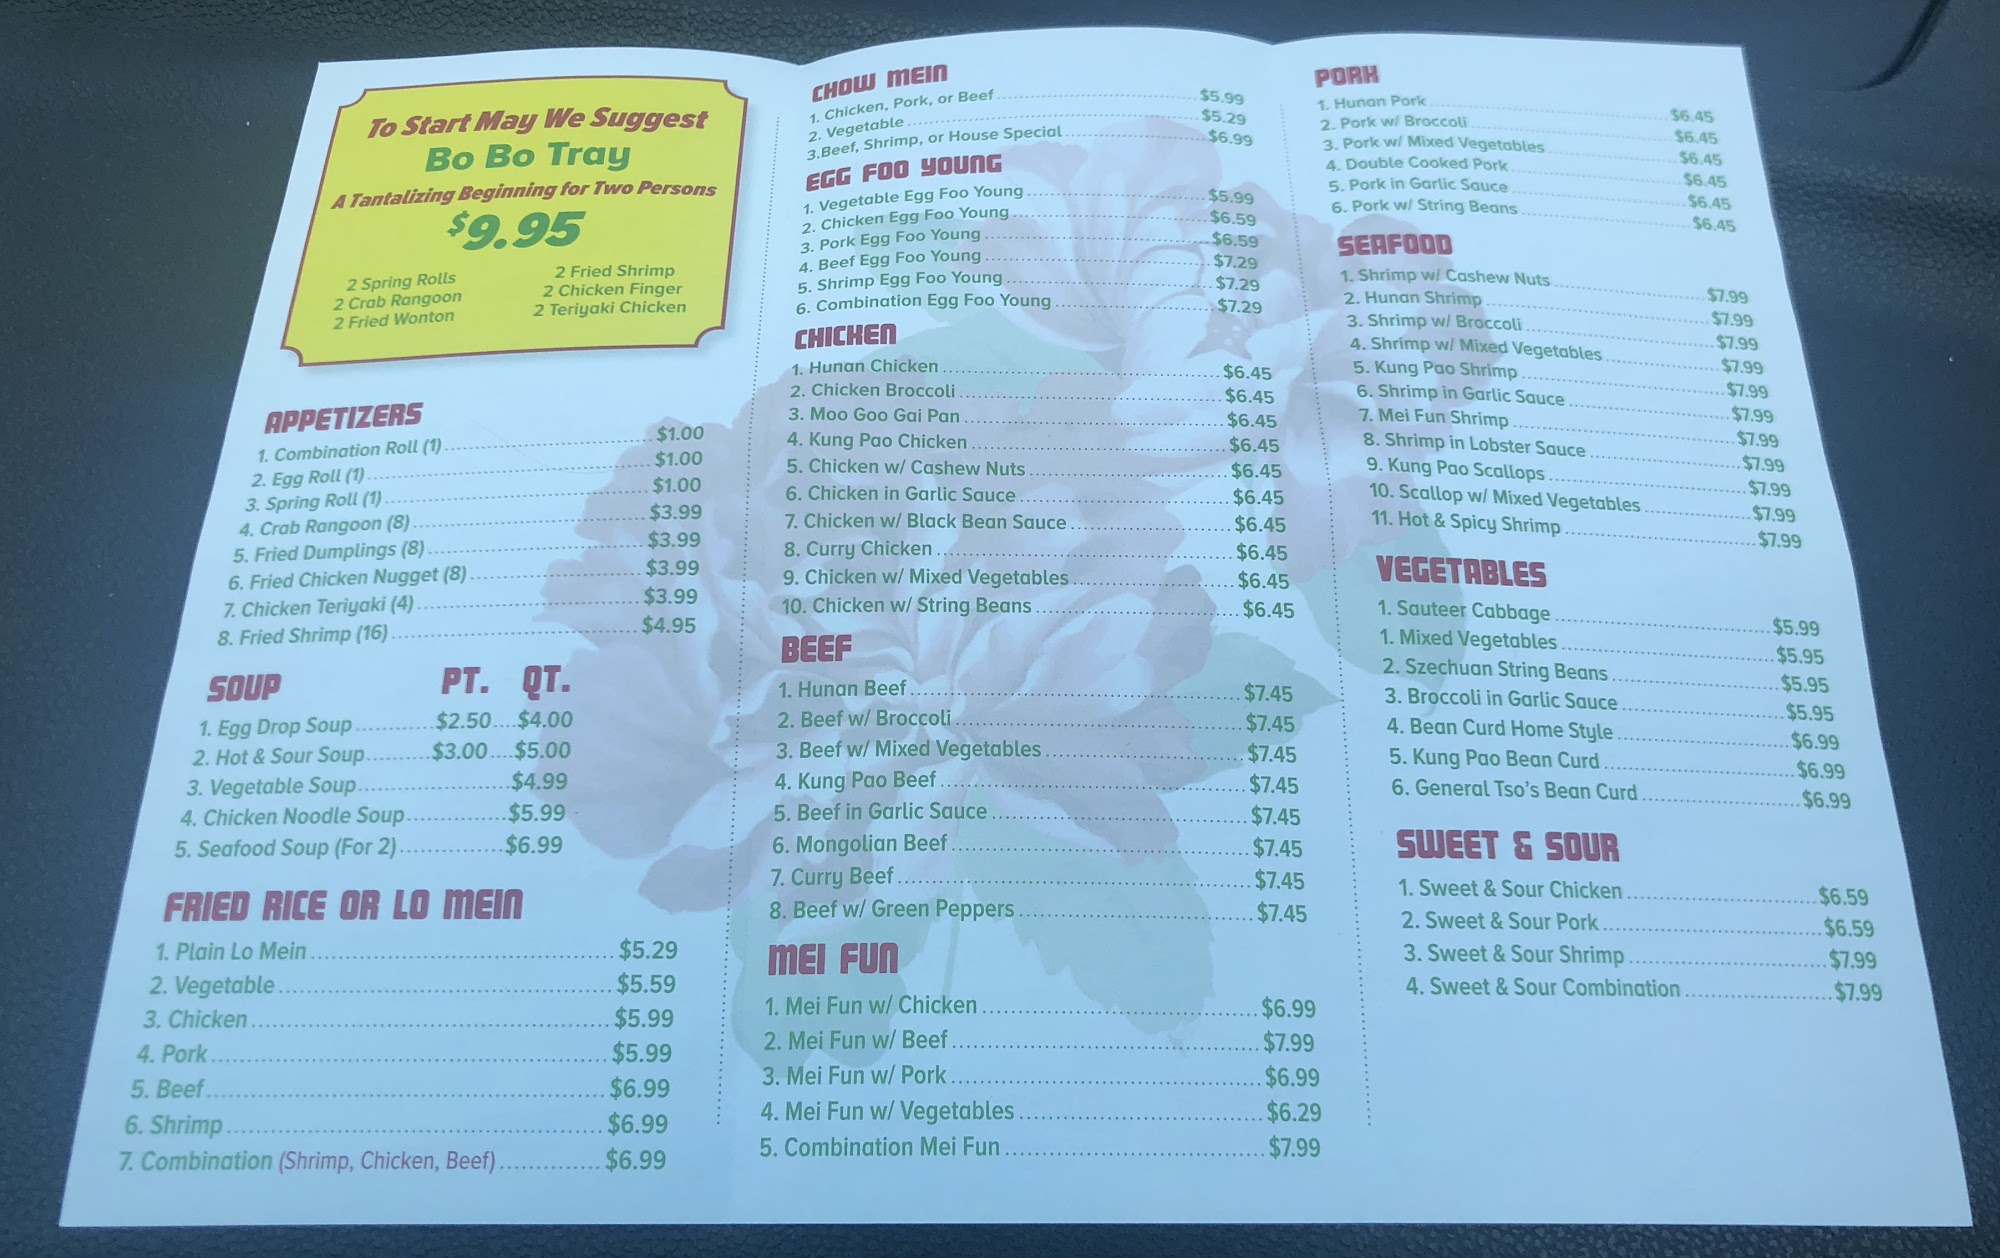 To Start May We Suggest
Bo Bo Tray
A Tantalizing Beginning for Two Persons
$9.95
2 Spring Rolls
2 Crab Rangoon
2 Fried Wonton
2 Fried Shrimp
2 Chicken Finger
2 Teriyaki Chicken
APPETIZERS
1. Combination Roll (1) $1.00
2. Egg Roll (1) $1.00
3. Spring Roll (1) $1.00
4. Crab Rangoon (8) $3.99
5. Fried Dumplings (8) $3.99
6. Fried Chicken Nugget (8) $3.99
7. Chicken Teriyaki (4) $3.99
8. Fried Shrimp (16) $4.95
SOUP PT. QT.
1. Egg Drop Soup $2.50 $4.00
2. Hot & Sour Soup $3.00 $5.00
3. Vegetable Soup $4.99
4. Chicken Noodle Soup $5.99
5. Seafood Soup (For 2) $6.99
FRIED RICE OR LO MEIN
1. Plain Lo Mein $5.29
2. Vegetable $5.59
3. Chicken $5.99
4. Pork $5.99
5. Beef $6.99
6. Shrimp $6.99
7. Combination (Shrimp, Chicken, Beef) $6.99
CHOW MEIN
1. Chicken, Pork, or Beef $5.99
2. Vegetable $5.29
3.Beef, Shrimp, or House Special $6.99
EGG FOO YOUNG
1. Vegetable Egg Foo Young $5.99
2. Chicken Egg Foo Young $6.59
3. Pork Egg Foo Young $6.59
4. Beef Egg Foo Young $7.29
5. Shrimp Egg Foo Young $7.29
6. Combination Egg Foo Young $7.29
CHICKEN
1. Hunan Chicken $6.45
2. Chicken Broccoli $6.45
3. Moo Goo Gai Pan $6.45
4. Kung Pao Chicken $6.45
5. Chicken w/ Cashew Nuts $6.45
6. Chicken in Garlic Sauce $6.45
7. Chicken w/ Black Bean Sauce $6.45
8. Curry Chicken $6.45
9. Chicken w/ Mixed Vegetables $6.45
10. Chicken w/ String Beans $6.45
BEEF
1. Hunan Beef $7.45
2. Beef w/ Broccoli $7.45
3. Beef w/ Mixed Vegetables $7.45
4. Kung Pao Beef $7.45
5. Beef in Garlic Sauce $7.45
6. Mongolian Beef $7.45
7. Curry Beef $7.45
8. Beef w/ Green Peppers $7.45
MEI FUN
1. Mei Fun w/ Chicken $6.99
2. Mei Fun w/ Beef $7.99
3. Mei Fun w/ Pork $6.99
4. Mei Fun w/ Vegetables $6.29
5. Combination Mei Fun $7.99
PORK
1. Hunan Pork $6.45
2. Pork w/ Broccoli $6.45
3. Pork w/ Mixed Vegetables $6.45
4. Double Cooked Pork $6.45
5. Pork in Garlic Sauce $6.45
6. Pork w/ String Beans $6.45
SEAFOOD
1. Shrimp w/ Cashew Nuts $7.99
2. Hunan Shrimp $7.99
3. Shrimp w/ Broccoli $7.99
4. Shrimp w/ Mixed Vegetables $7.99
5. Kung Pao Shrimp $7.99
6. Shrimp in Garlic Sauce $7.99
7. Mei Fun Shrimp $7.99
8. Shrimp in Lobster Sauce $7.99
9. Kung Pao Scallops $7.99
10. Scallop w/ Mixed Vegetables $7.99
11. Hot & Spicy Shrimp $7.99
VEGETABLES
1. Sauteer Cabbage $5.99
1. Mixed Vegetables $5.95
2. Szechuan String Beans $5.95
3. Broccoli in Garlic Sauce $5.95
4. Bean Curd Home Style $6.99
5. Kung Pao Bean Curd $6.99
6. General Tso's Bean Curd $6.99
SWEET & SOUR
1. Sweet & Sour Chicken $6.59
2. Sweet & Sour Pork $6.59
3. Sweet & Sour Shrimp $7.99
4. Sweet & Sour Combination $7.99